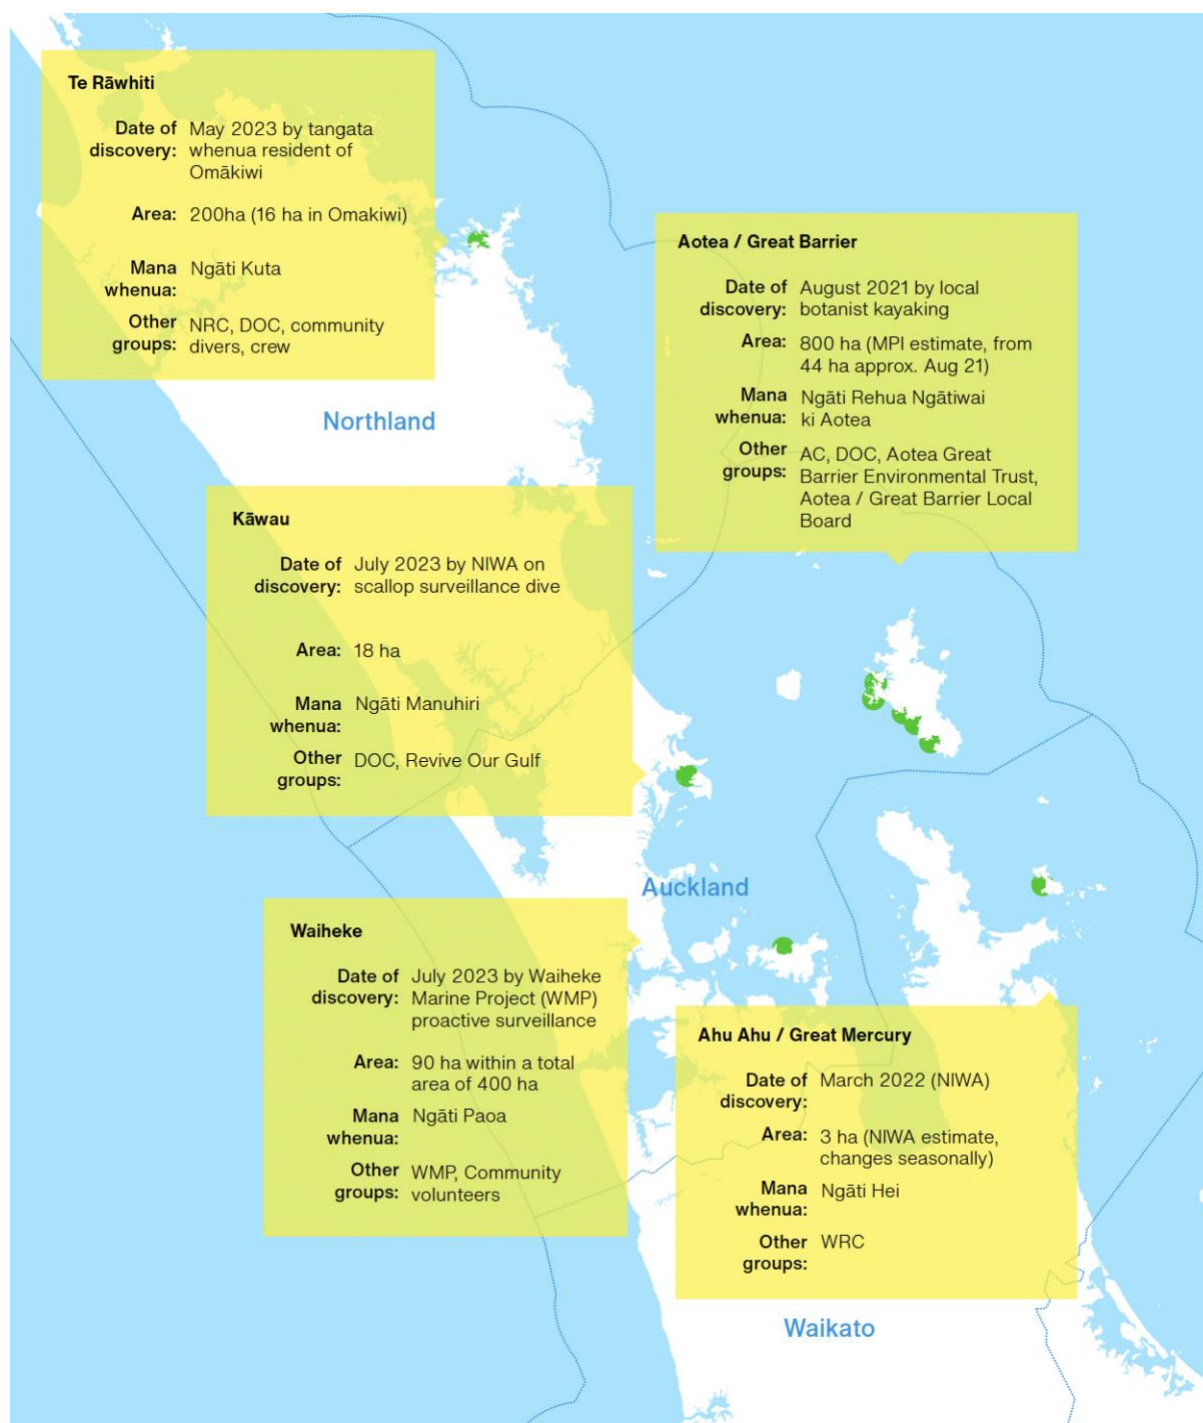 Te Rāwhiti
Date of discovery: May 2023 by tangata
whenua resident of
Omākiwi
Area: 200ha (16 ha in Omakiwi)
Mana whenua: Ngāti Kuta
Other groups: NRC, DOC, community
divers, crew
Northland
Aotea / Great Barrier
Date of discovery: August 2021 by local
botanist kayaking
Area: 800 ha (MPI estimate, from
44 ha approx. Aug 21)
Mana whenua: Ngāti Rehua Ngātiwai
ki Aotea
Other groups: AC, DOC, Aotea Great
Barrier Environmental Trust,
Aotea / Great Barrier Local
Board
Kāwau
Date of discovery: July 2023 by NIWA on
scallop surveillance dive
Area: 18 ha
Mana whenua: Ngāti Manuhiri
Other groups: DOC, Revive Our Gulf
Auckland
Waiheke
Date of discovery: July 2023 by Waiheke
Marine Project (WMP)
proactive surveillance
Area: 90 ha within a total
area of 400 ha
Mana whenua: Ngāti Paoa
Other groups: WMP, Community
volunteers
Ahu Ahu / Great Mercury
Date of discovery: March 2022 (NIWA)
Area: 3 ha (NIWA estimate,
changes seasonally)
Mana whenua: Ngāti Hei
Other groups: WRC
Waikato